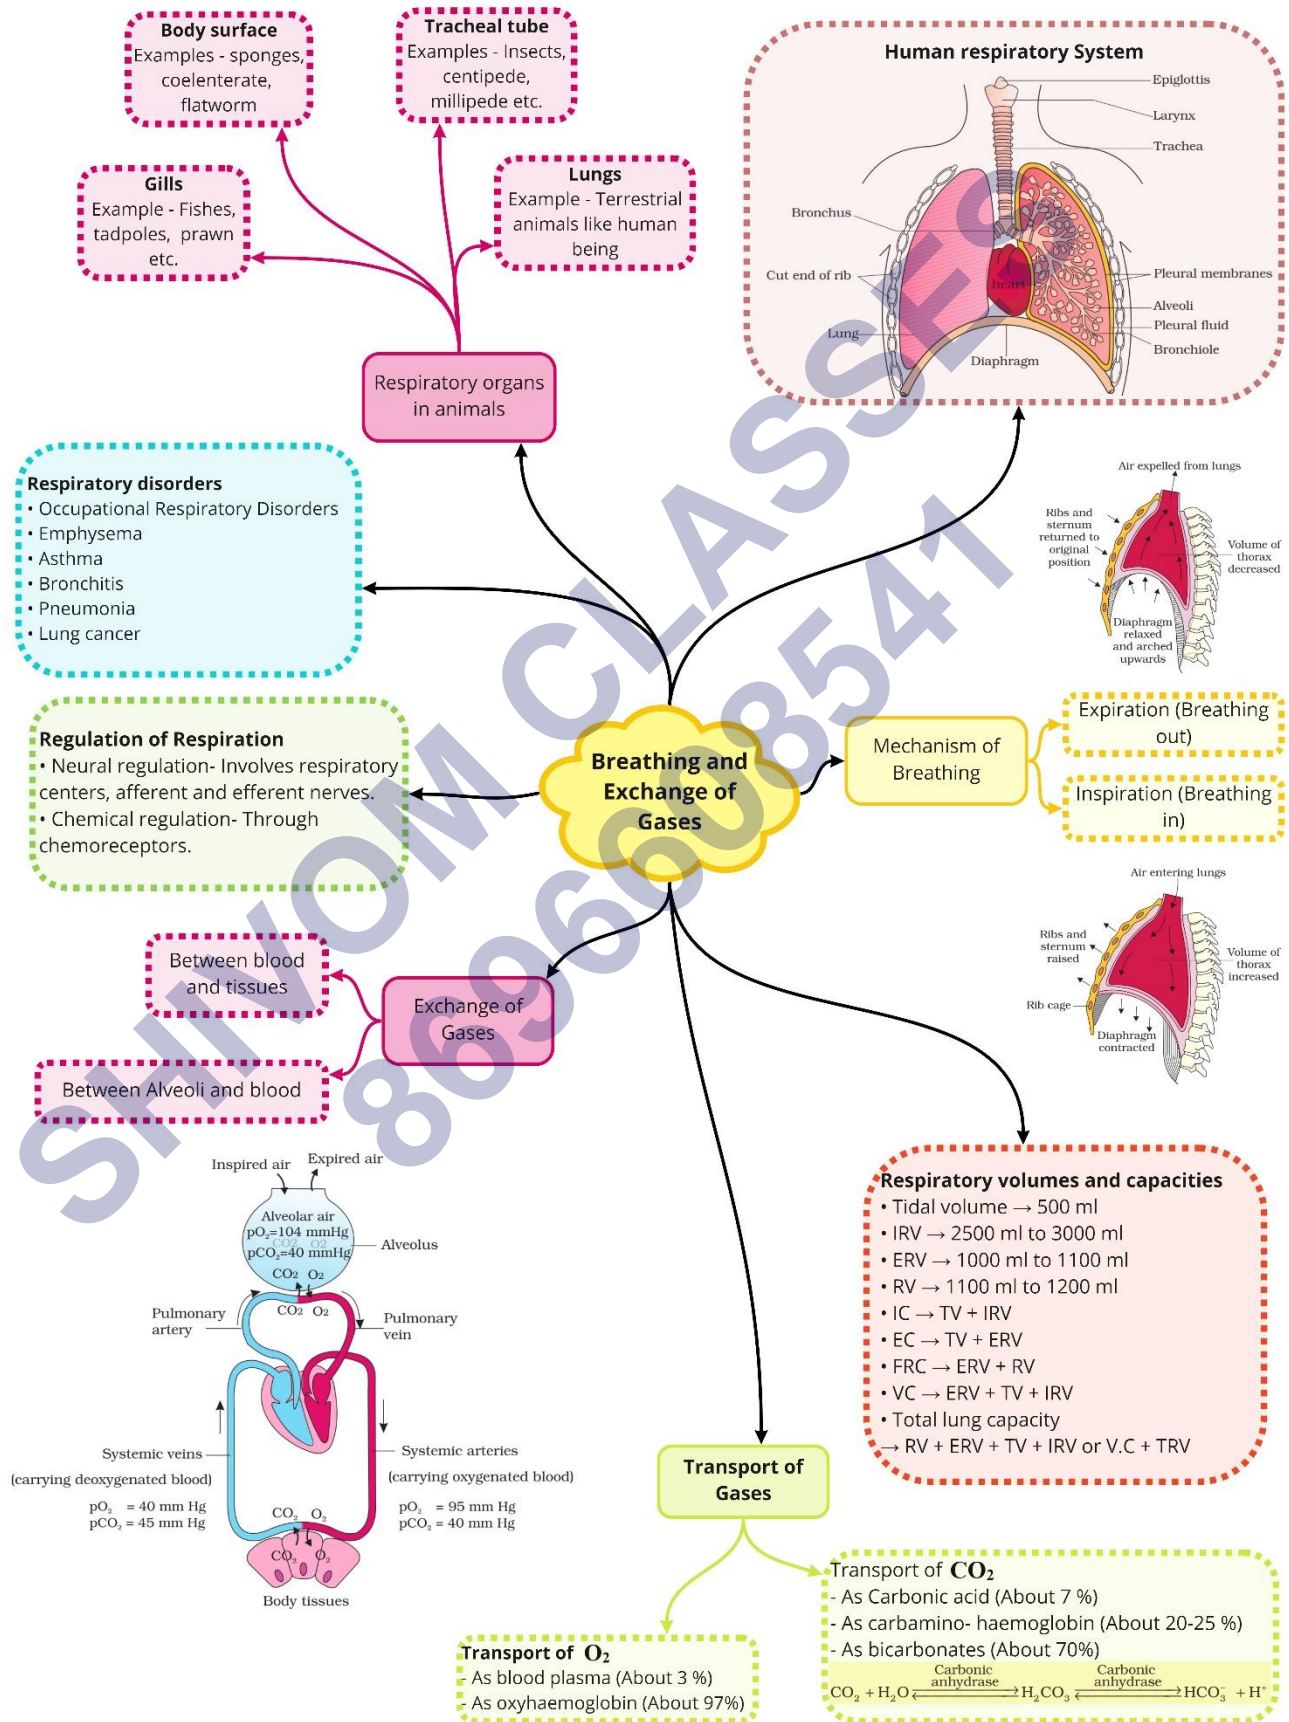 Body surface
Examples - sponges,
coelenterate,
flatworm
Tracheal tube
Examples - Insects,
centipede,
millipede etc.
Gills
Example - Fishes,
tadpoles, prawn
etc.
Lungs
Example - Terrestrial
animals like human
being
Respiratory organs
in animals
Human respiratory System
Epiglottis
Larynx
Trachea
Bronchus
Cut end of rib
heart
Pleural membranes
Alveoli
Pleural fluid
Bronchiole
Lung
Diaphragm
Respiratory disorders
• Occupational Respiratory Disorders
• Emphysema
• Asthma
• Bronchitis
• Pneumonia
• Lung cancer
Air expelled from lungs
Ribs and
sternum
returned to
original
position
Volume of
thorax
decreased
Diaphragm
relaxed
and arched
upwards
Regulation of Respiration
• Neural regulation- Involves respiratory
centers, afferent and efferent nerves.
• Chemical regulation- Through
chemoreceptors.
Breathing and
Exchange of
Gases
Mechanism of
Breathing
Expiration (Breathing
out)
Inspiration (Breathing
in)
Air entering lungs
Ribs and
sternum
raised
Volume of
thorax
increased
Rib cage
Diaphragm
contracted
Between blood
and tissues
Exchange of
Gases
Between Alveoli and blood
Inspired air
Expired air
Alveolar air
pO₂=104 mmHg
CO2 O2
pCO₂=40 mmHg
Alveolus
CO2 O2
CO2 O2
Pulmonary
artery
Pulmonary
vein
Systemic veins
(carrying deoxygenated blood)
pO₂ = 40 mm Hg
pCO₂ = 45 mm Hg
Systemic arteries
(carrying oxygenated blood)
pO₂ = 95 mm Hg
pCO₂ = 40 mm Hg
CO₂ O₂
CO₂ O₂
Body tissues
Respiratory volumes and capacities
• Tidal volume → 500 ml
• IRV → 2500 ml to 3000 ml
• ERV → 1000 ml to 1100 ml
• RV → 1100 ml to 1200 ml
• IC → TV + IRV
• EC → TV + ERV
• FRC → ERV + RV
• VC → ERV + TV + IRV
• Total lung capacity
→ RV + ERV + TV + IRV or V.C + TRV
Transport of
Gases
Transport of O₂
- As blood plasma (About 3 %)
- As oxyhaemoglobin (About 97%)
Transport of CO₂
- As Carbonic acid (About 7 %)
- As carbamino- haemoglobin (About 20-25 %)
- As bicarbonates (About 70%)
Carbonic anhydrase Carbonic anhydrase
CO₂ + H₂O ⇌ H₂CO₃ ⇌ HCO₃⁻ + H⁺
SHIVOM CLASSES
8696608541